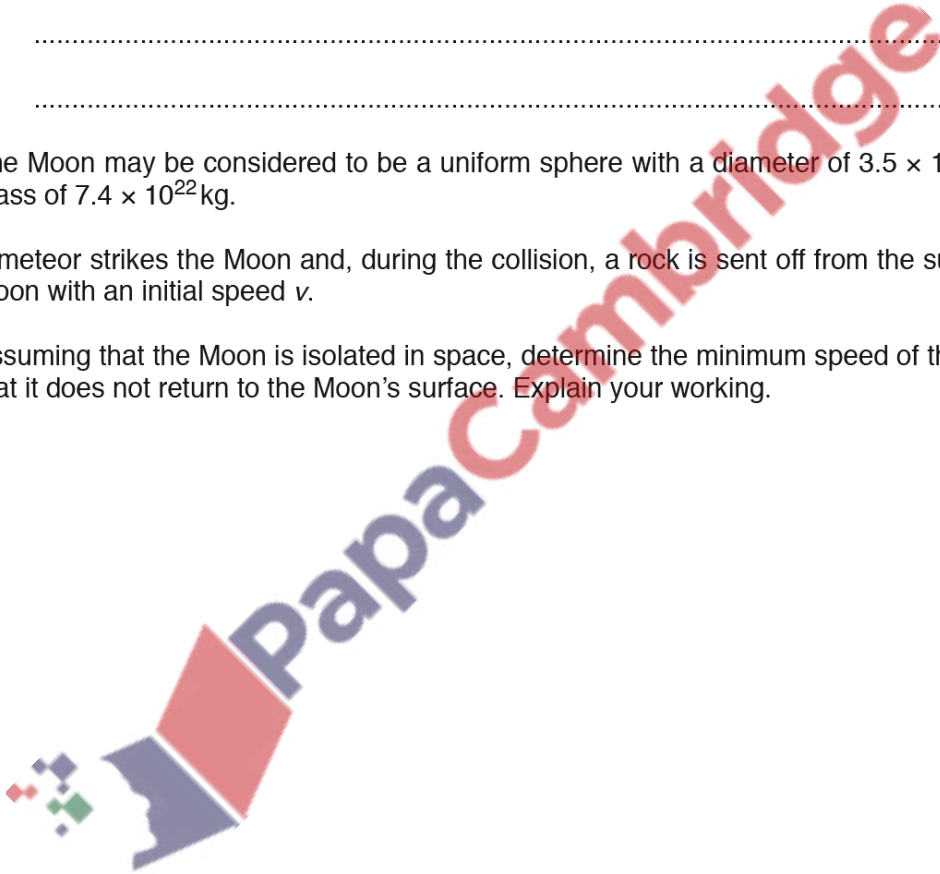 he Moon may be considered to be a uniform sphere with a diameter of 3.5 × 1
ass of 7.4 × 10²² kg.
meteor strikes the Moon and, during the collision, a rock is sent off from the su
oon with an initial speed v.
ssuming that the Moon is isolated in space, determine the minimum speed of th
at it does not return to the Moon’s surface. Explain your working.
PapaCambridge